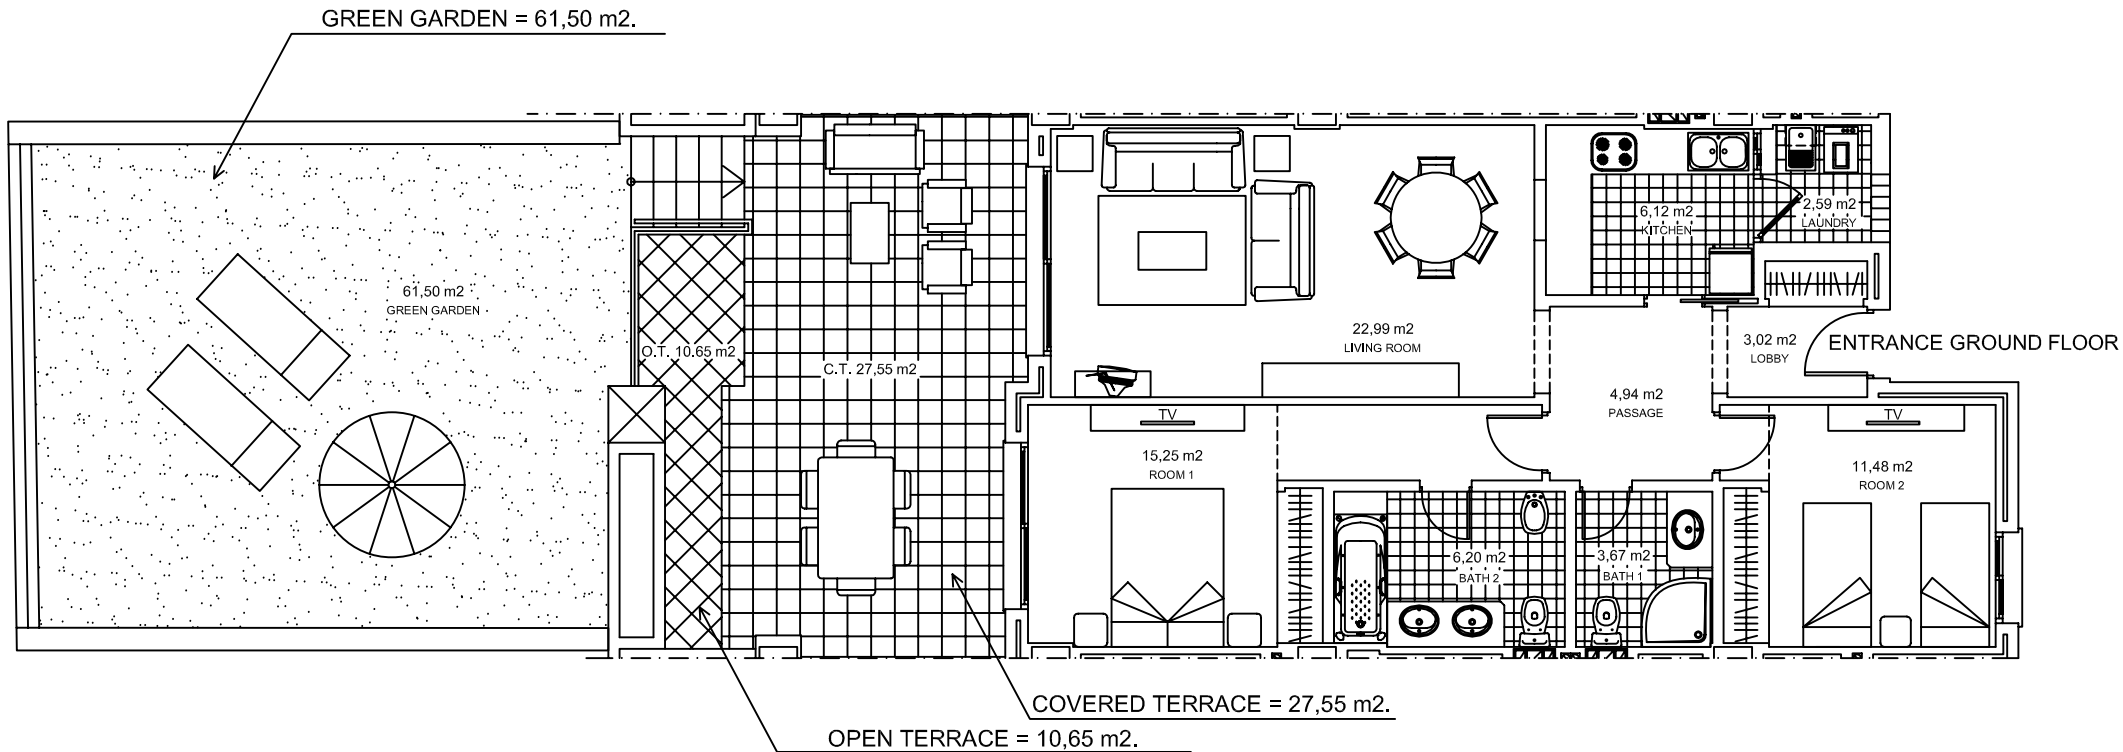 GREEN GARDEN = 61,50 m2.
61,50 m2
GREEN GARDEN
O.T. 10.65 m2
C.T. 27,55 m2
22,99 m2
LIVING ROOM
6,12 m2
KITCHEN
2,59 m2
LAUNDRY
3,02 m2
LOBBY
ENTRANCE GROUND FLOOR
4,94 m2
PASSAGE
TV
15,25 m2
ROOM 1
TV
11,48 m2
ROOM 2
6,20 m2
BATH 2
3,67 m2
BATH 1
COVERED TERRACE = 27,55 m2.
OPEN TERRACE = 10,65 m2.